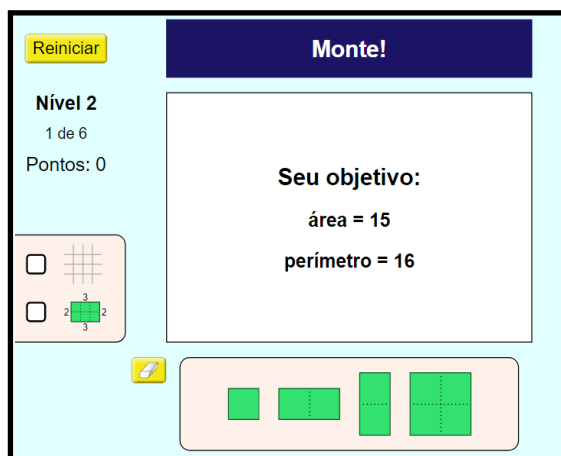 Reiniciar
Monte!
Nível 2
1 de 6
Pontos: 0
Seu objetivo:
área = 15
perímetro = 16
3
2 2
3